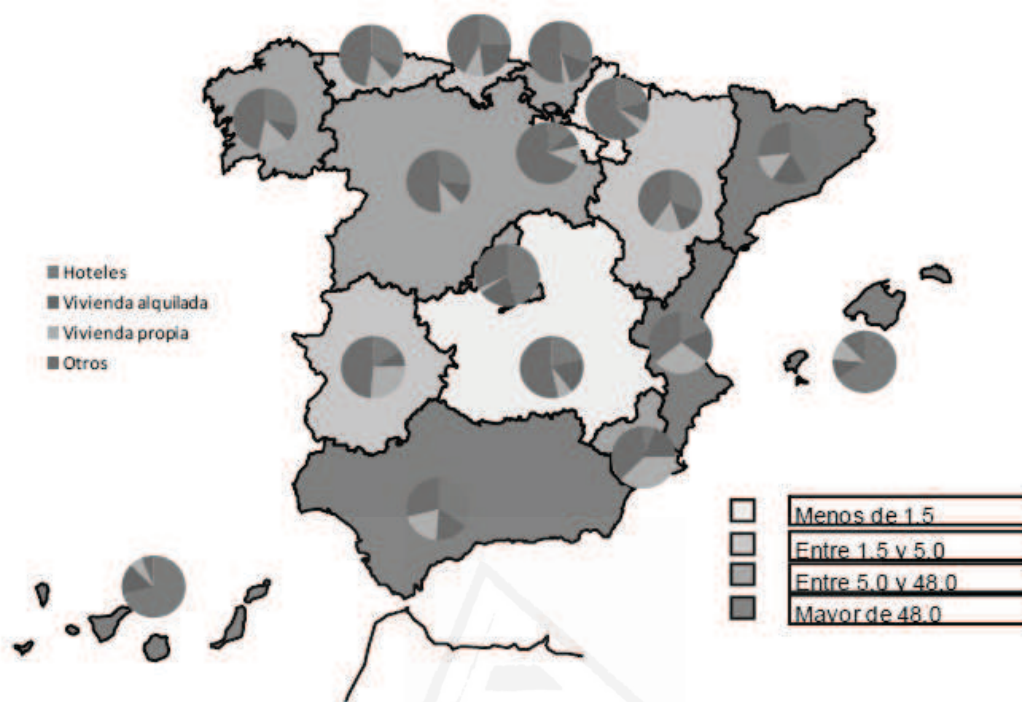 Hoteles
Vivienda alquilada
Vivienda propia
Otros
Menos de 1.5
Entre 1.5 y 5.0
Entre 5.0 y 48.0
Mayor de 48.0